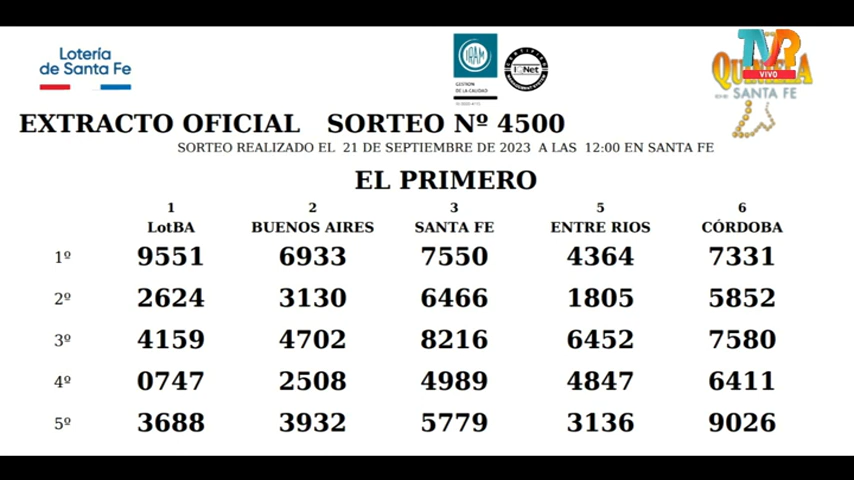 Lotería
de Santa Fe
IRAM
GESTION
DE LA CALIDAD
IQNet
TVR
VIVO
QUINIELA
DE SANTA FE
EXTRACTO OFICIAL SORTEO Nº 4500
SORTEO REALIZADO EL 21 DE SEPTIEMBRE DE 2023 A LAS 12:00 EN SANTA FE
EL PRIMERO
1 2 3 5 6
LotBA BUENOS AIRES SANTA FE ENTRE RIOS CÓRDOBA
1º 9551 6933 7550 4364 7331
2º 2624 3130 6466 1805 5852
3º 4159 4702 8216 6452 7580
4º 0747 2508 4989 4847 6411
5º 3688 3932 5779 3136 9026